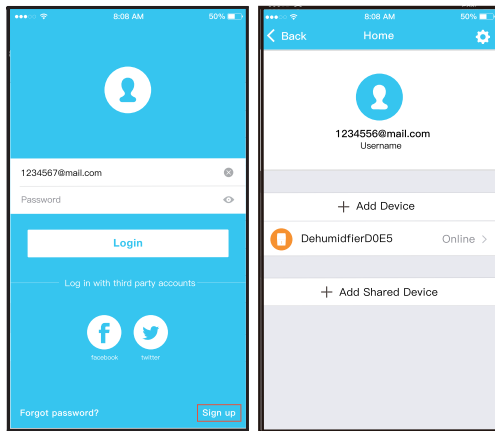 8:08 AM
50%
1234567@mail.com
Password
Login
Log in with third party accounts
facebook
twitter
Forgot password?
Sign up
8:08 AM
50%
Back
Home
1234556@mail.com
Username
+ Add Device
DehumidfierD0E5
Online >
+ Add Shared Device